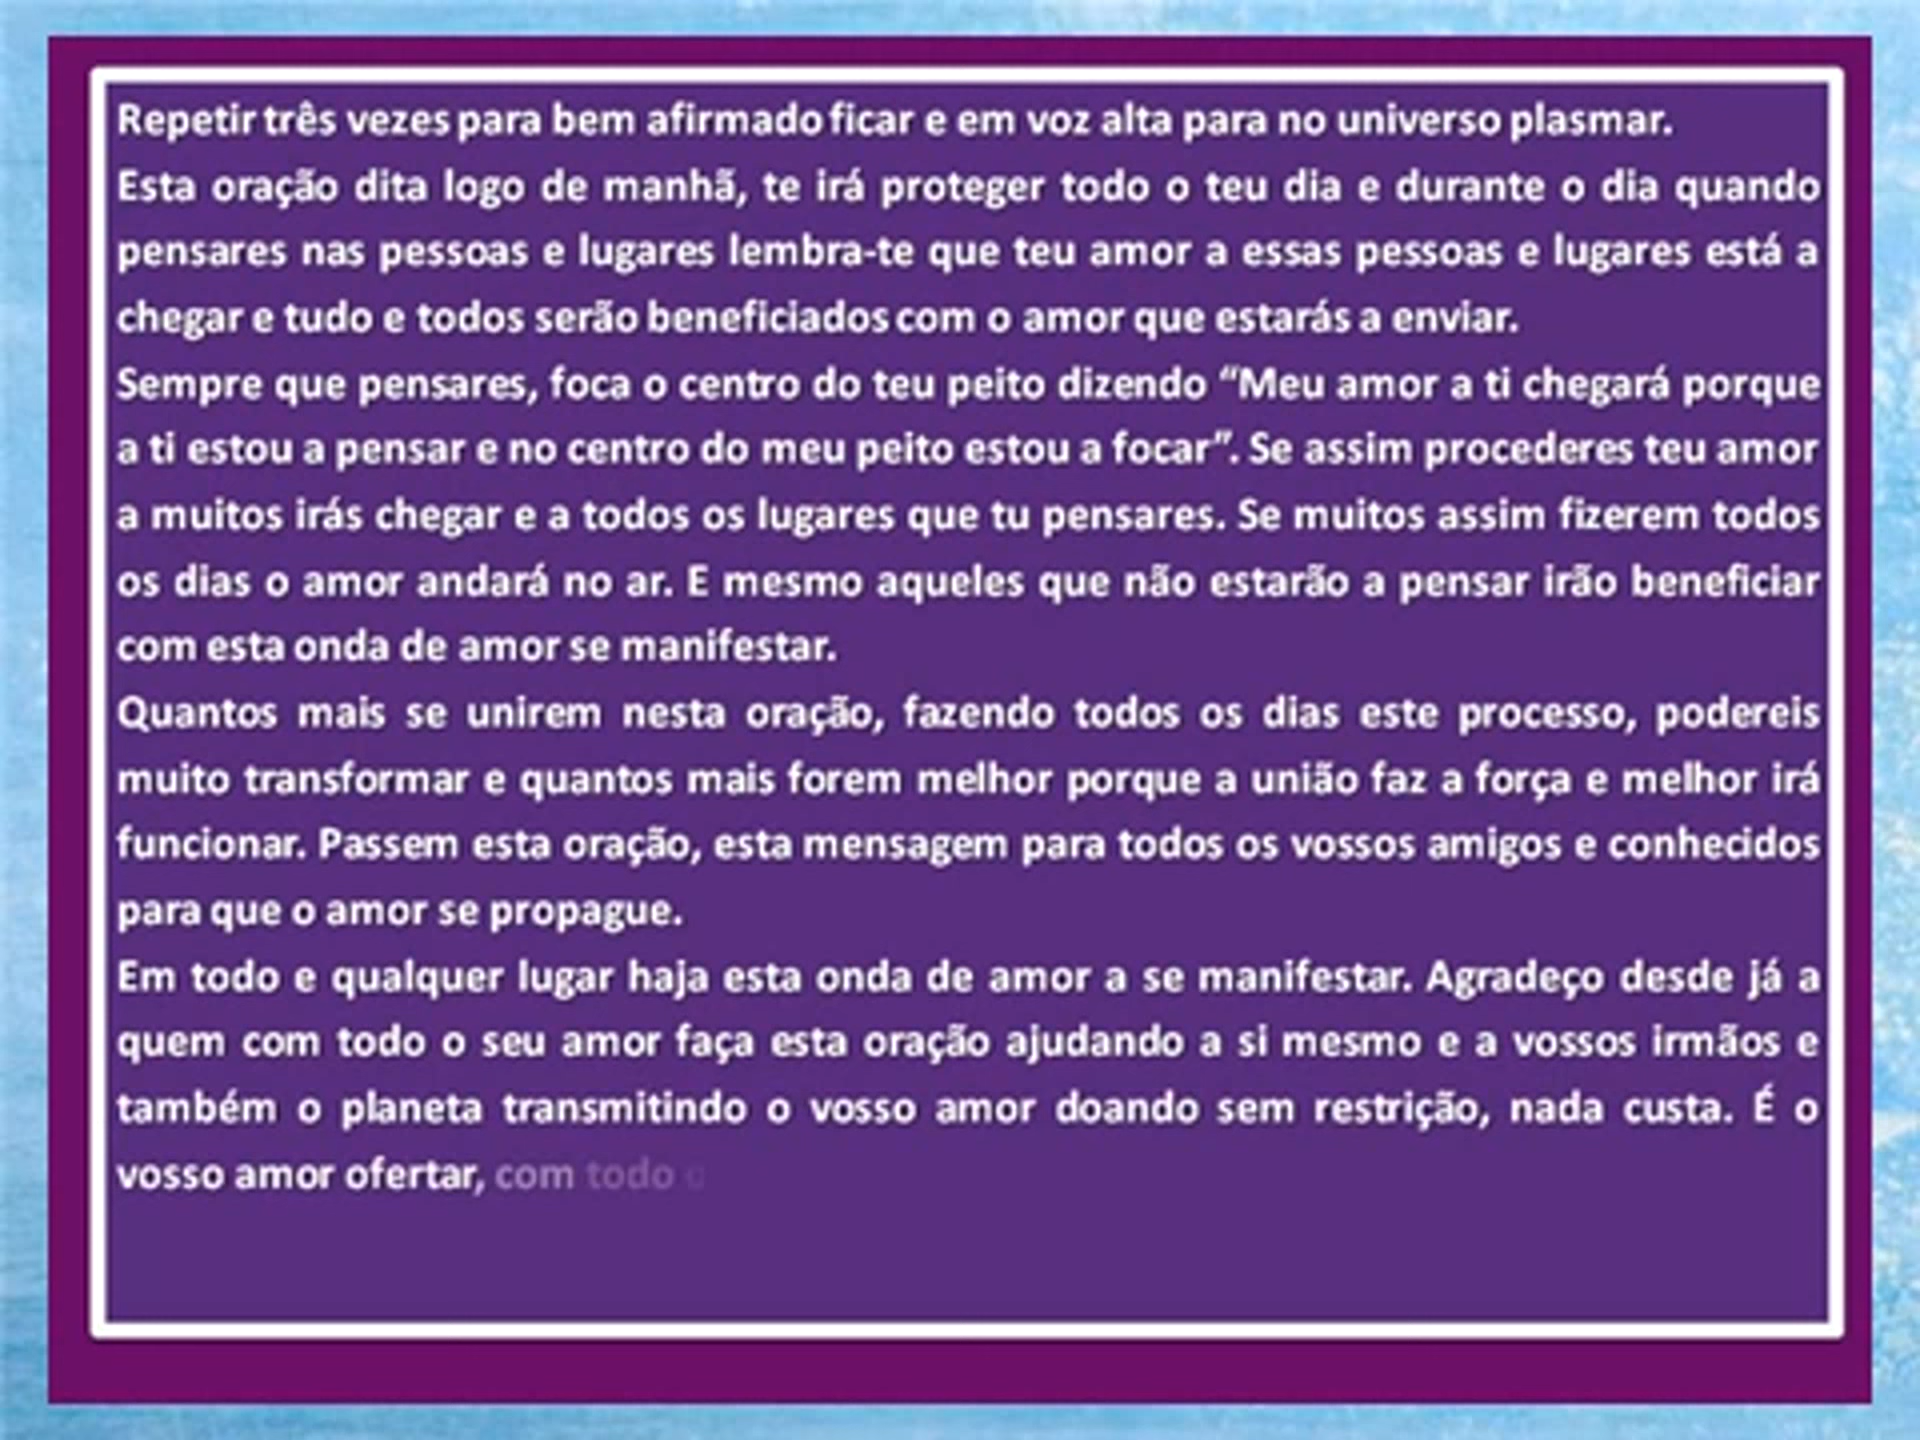 Repetir três vezes para bem afirmado ficar e em voz alta para no universo plasmar.
Esta oração dita logo de manhã, te irá proteger todo o teu dia e durante o dia quando
pensares nas pessoas e lugares lembra-te que teu amor a essas pessoas e lugares está a
chegar e tudo e todos serão beneficiados com o amor que estarás a enviar.
Sempre que pensares, foca o centro do teu peito dizendo “Meu amor a ti chegará porque
a ti estou a pensar e no centro do meu peito estou a focar”. Se assim procederes teu amor
a muitos irás chegar e a todos os lugares que tu pensares. Se muitos assim fizerem todos
os dias o amor andará no ar. E mesmo aqueles que não estarão a pensar irão beneficiar
com esta onda de amor se manifestar.
Quantos mais se unirem nesta oração, fazendo todos os dias este processo, podereis
muito transformar e quantos mais forem melhor porque a união faz a força e melhor irá
funcionar. Passem esta oração, esta mensagem para todos os vossos amigos e conhecidos
para que o amor se propague.
Em todo e qualquer lugar haja esta onda de amor a se manifestar. Agradeço desde já a
quem com todo o seu amor faça esta oração ajudando a si mesmo e a vossos irmãos e
também o planeta transmitindo o vosso amor doando sem restrição, nada custa. É o
vosso amor ofertar, com todo